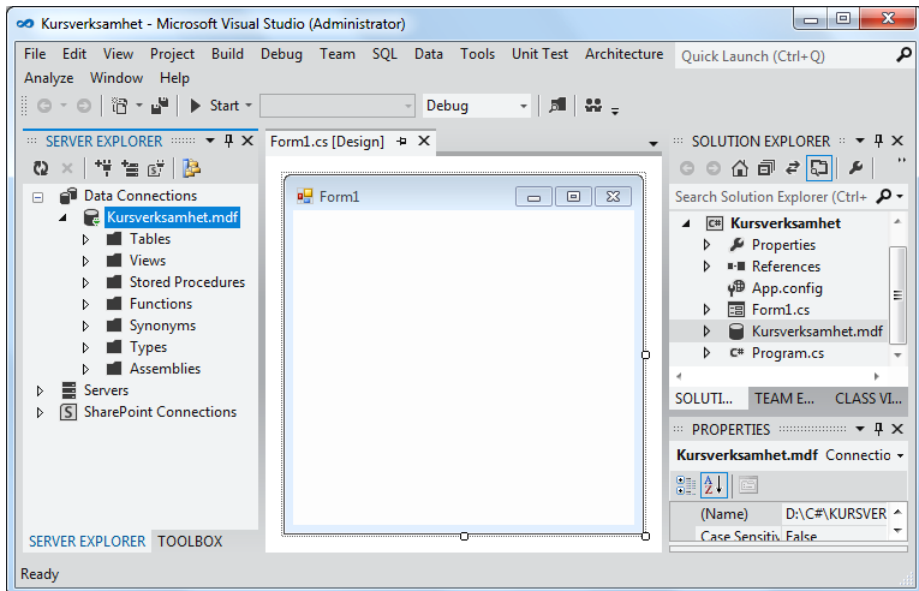 Kursverksamhet - Microsoft Visual Studio (Administrator)
File Edit View Project Build Debug Team SQL Data Tools Unit Test Architecture
Quick Launch (Ctrl+Q)
Analyze Window Help
Start
Debug
SERVER EXPLORER
Data Connections
Kursverksamhet.mdf
Tables
Views
Stored Procedures
Functions
Synonyms
Types
Assemblies
Servers
SharePoint Connections
SERVER EXPLORER TOOLBOX
Form1.cs [Design]
Form1
SOLUTION EXPLORER
Search Solution Explorer (Ctrl+
C# Kursverksamhet
Properties
References
App.config
Form1.cs
Kursverksamhet.mdf
C# Program.cs
SOLUTI... TEAM E... CLASS VI...
PROPERTIES
Kursverksamhet.mdf Connectio
(Name) D:\C#\KURSVER
Case Sensitiv False
Ready